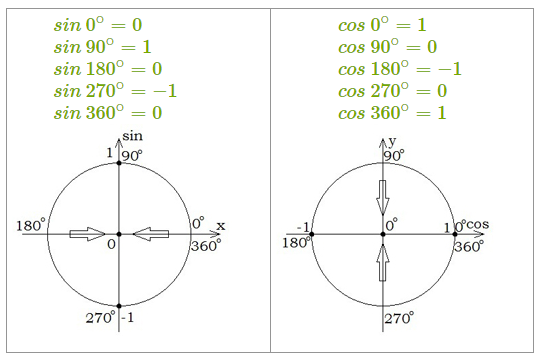 sin 0° = 0
sin 90° = 1
sin 180° = 0
sin 270° = −1
sin 360° = 0
sin
1 90°
180°
0° x
0
360°
270° -1
cos 0° = 1
cos 90° = 0
cos 180° = −1
cos 270° = 0
cos 360° = 1
y
90°
-1 0° 1 0° cos
180° 360°
270°